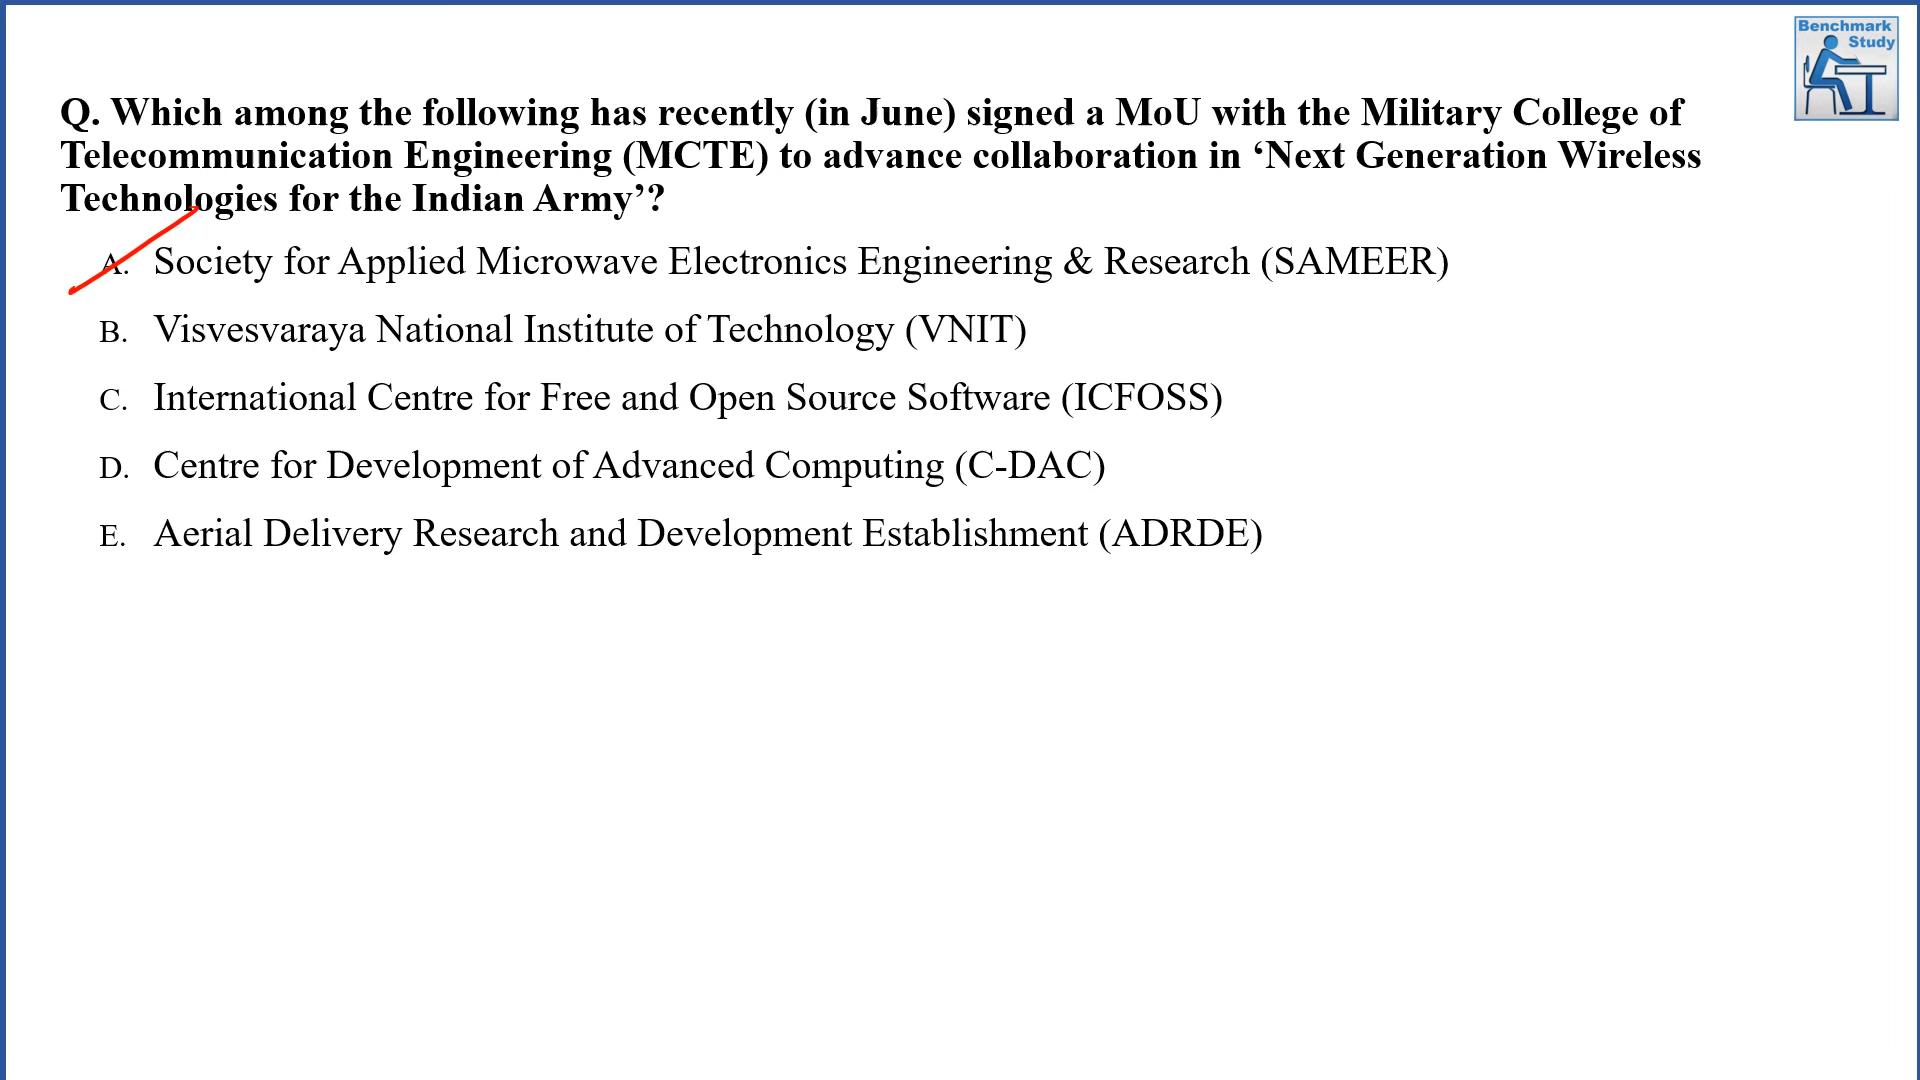 Benchmark
Study
Q. Which among the following has recently (in June) signed a MoU with the Military College of
Telecommunication Engineering (MCTE) to advance collaboration in ‘Next Generation Wireless
Technologies for the Indian Army’?
A. Society for Applied Microwave Electronics Engineering & Research (SAMEER)
B. Visvesvaraya National Institute of Technology (VNIT)
C. International Centre for Free and Open Source Software (ICFOSS)
D. Centre for Development of Advanced Computing (C-DAC)
E. Aerial Delivery Research and Development Establishment (ADRDE)